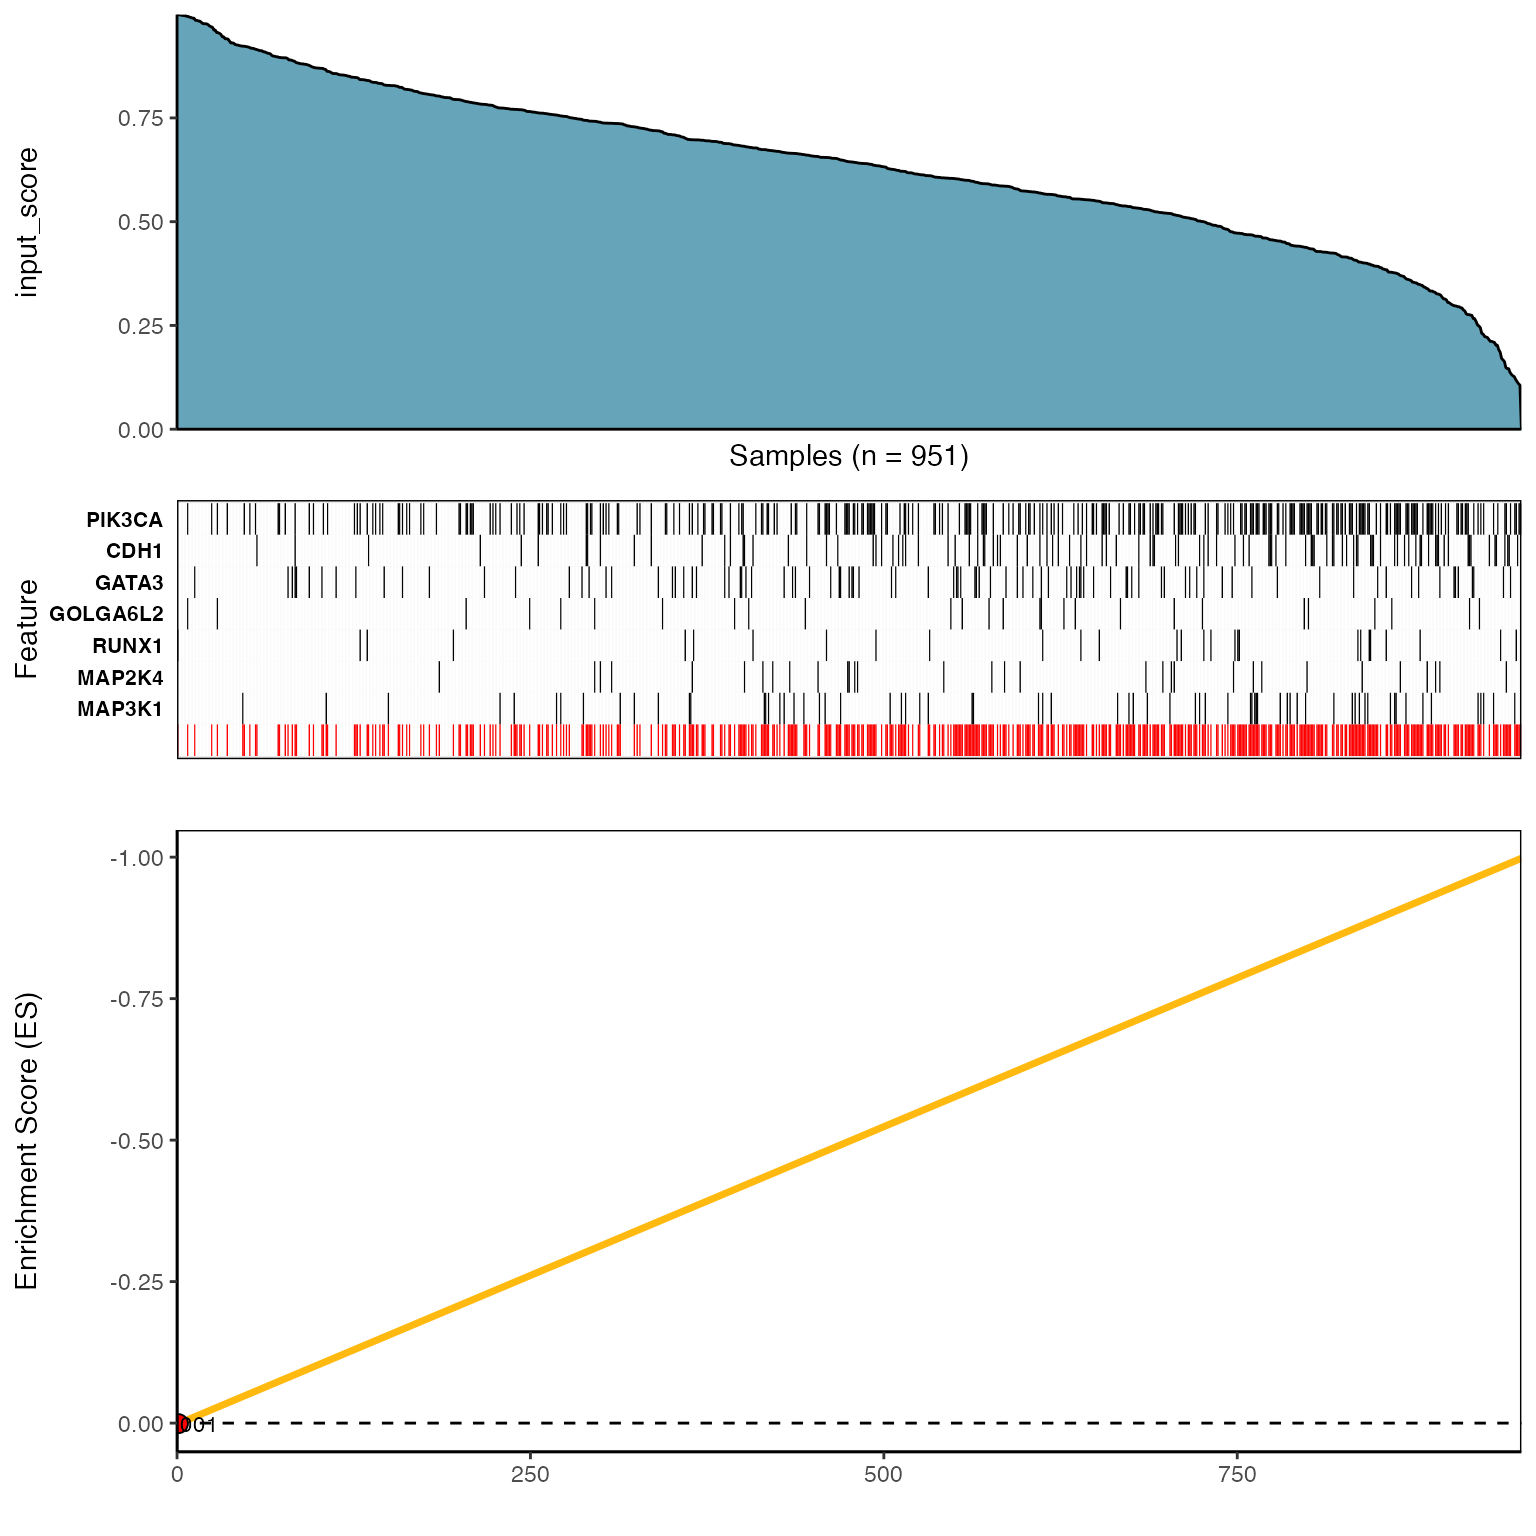 input_score
0.75
0.50
0.25
0.00
Samples (n = 951)
Feature
PIK3CA
CDH1
GATA3
GOLGA6L2
RUNX1
MAP2K4
MAP3K1
Enrichment Score (ES)
-1.00
-0.75
-0.50
-0.25
0.00
0
250
500
750